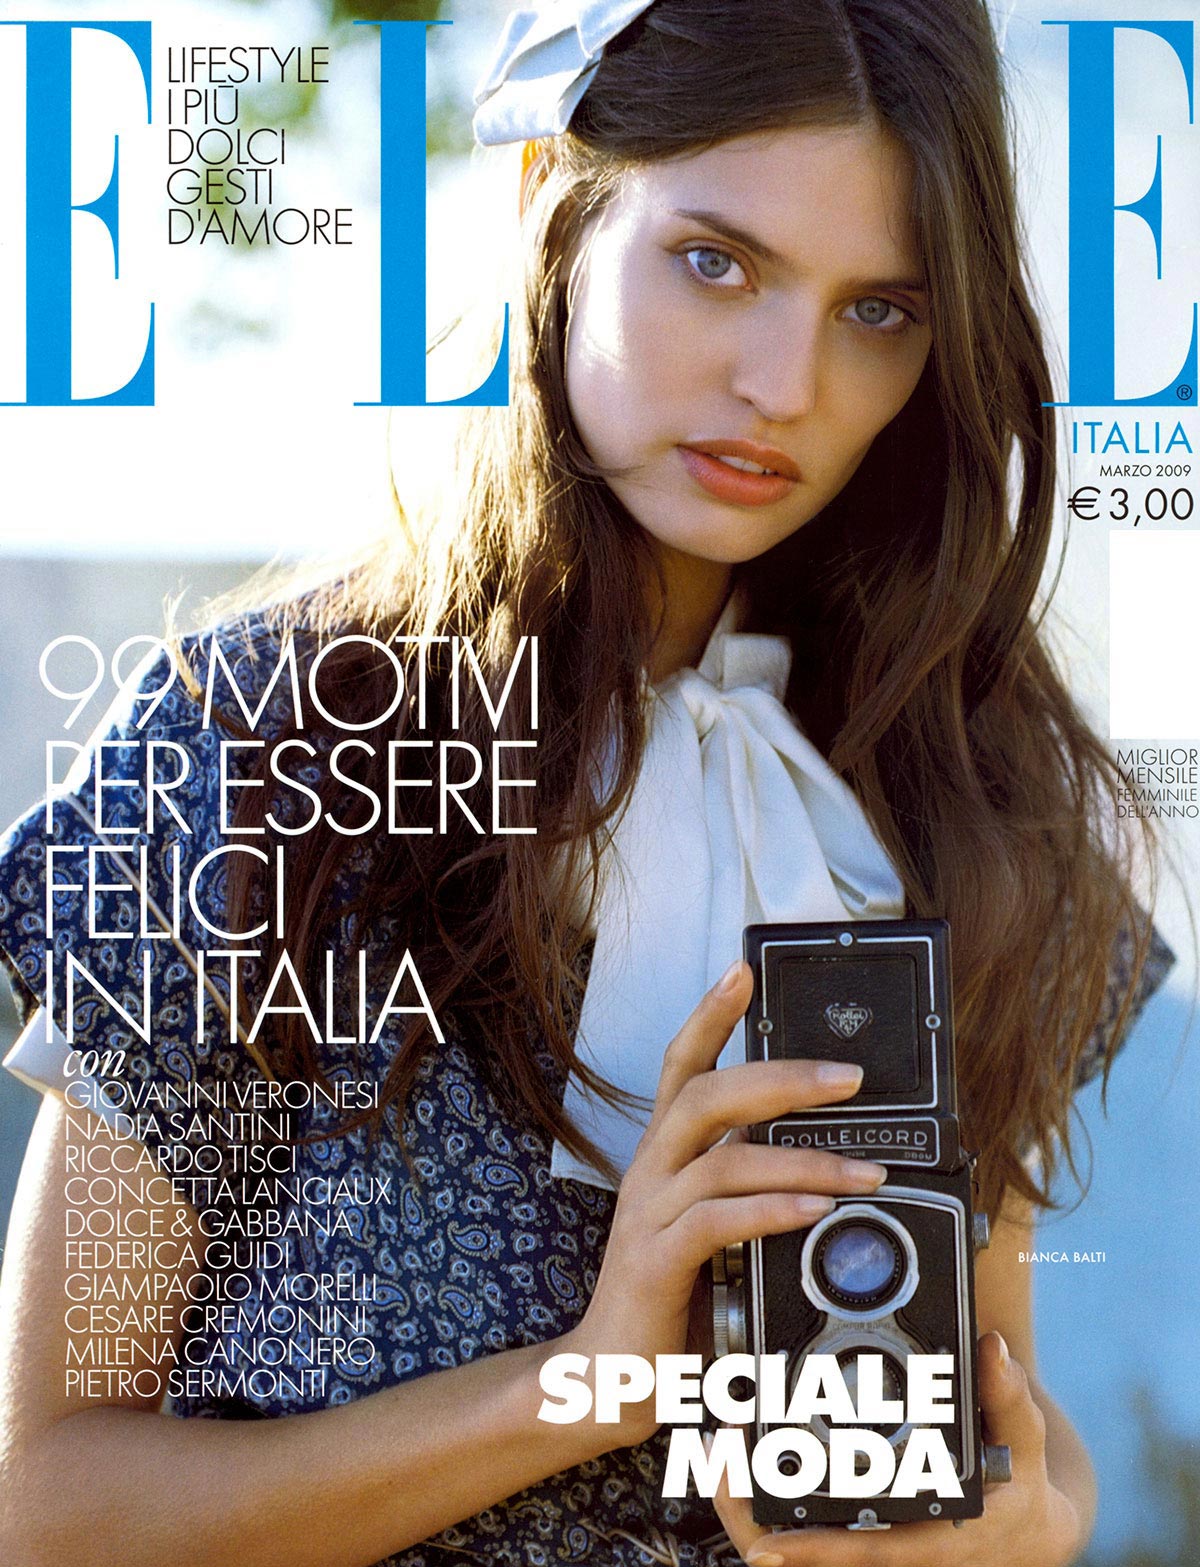 ELLE
LIFESTYLE
I PIÙ
DOLCI
GESTI
D'AMORE
®
ITALIA
MARZO 2009
€ 3,00
99 MOTIVI
PER ESSERE
FELICI
IN ITALIA
con
GIOVANNI VERONESI
NADIA SANTINI
RICCARDO TISCI
CONCETTA LANCIAUX
DOLCE & GABBANA
FEDERICA GUIDI
GIAMPAOLO MORELLI
CESARE CREMONINI
MILENA CANONERO
PIETRO SERMONTI
MIGLIOR
MENSILE
FEMMINILE
DELL'ANNO
Rollei
ROLLEICORD
DRGM
BIANCA BALTI
SPECIALE
MODA